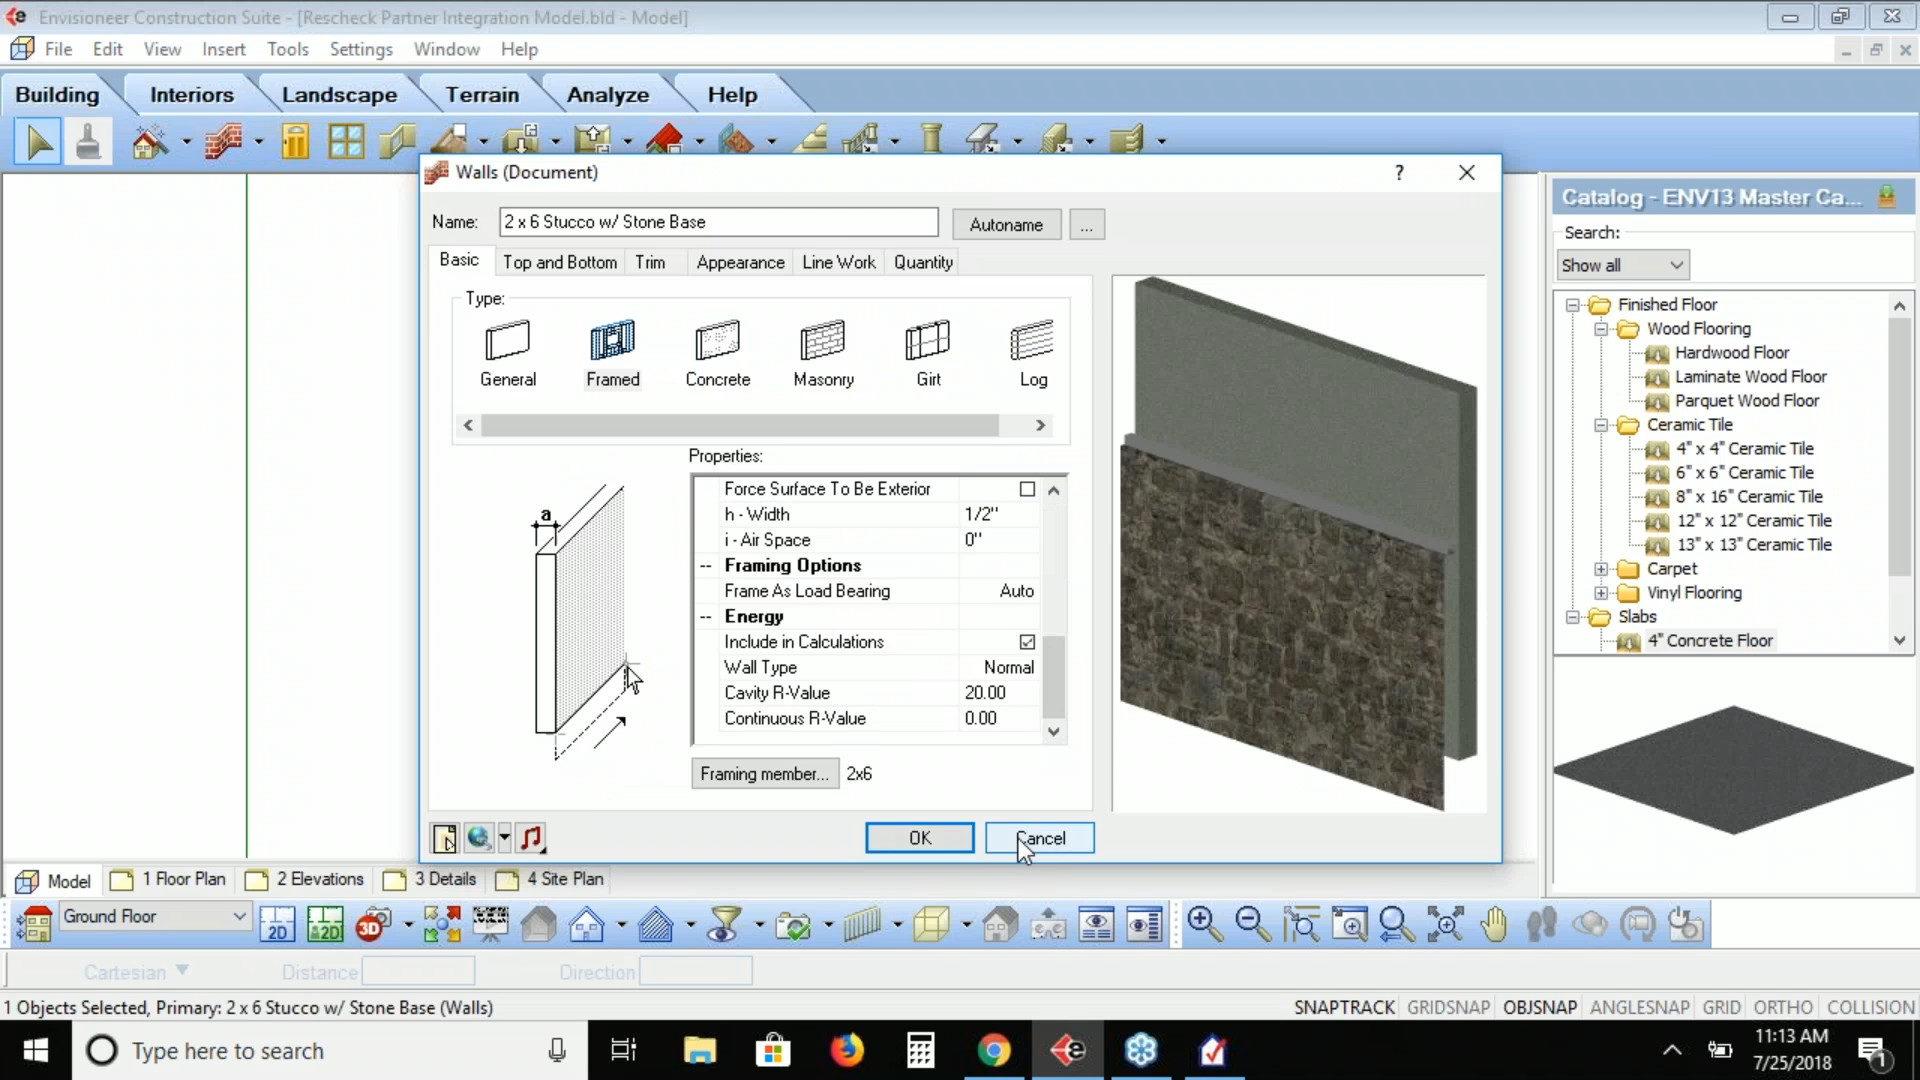 Envisioneer Construction Suite - [Rescheck Partner Integration Model.bld - Model]
File Edit View Insert Tools Settings Window Help
Building Interiors Landscape Terrain Analyze Help
Walls (Document)
?
Name: 2 x 6 Stucco w/ Stone Base Autoname ...
Basic Top and Bottom Trim Appearance Line Work Quantity
Type:
General Framed Concrete Masonry Girt Log
Properties:
a
Force Surface To Be Exterior
h - Width 1/2"
i - Air Space 0"
-- Framing Options
Frame As Load Bearing Auto
-- Energy
Include in Calculations
Wall Type Normal
Cavity R-Value 20.00
Continuous R-Value 0.00
Framing member... 2x6
OK Cancel
Catalog - ENV13 Master Ca...
Search:
Show all
Finished Floor
Wood Flooring
Hardwood Floor
Laminate Wood Floor
Parquet Wood Floor
Ceramic Tile
4" x 4" Ceramic Tile
6" x 6" Ceramic Tile
8" x 16" Ceramic Tile
12" x 12" Ceramic Tile
13" x 13" Ceramic Tile
Carpet
Vinyl Flooring
Slabs
4" Concrete Floor
Model 1 Floor Plan 2 Elevations 3 Details 4 Site Plan
Ground Floor 2D 2D 3D
Cartesian Distance Direction
1 Objects Selected, Primary: 2 x 6 Stucco w/ Stone Base (Walls) SNAPTRACK GRIDSNAP OBJSNAP ANGLESNAP GRID ORTHO COLLISION
Type here to search
11:13 AM
7/25/2018
1